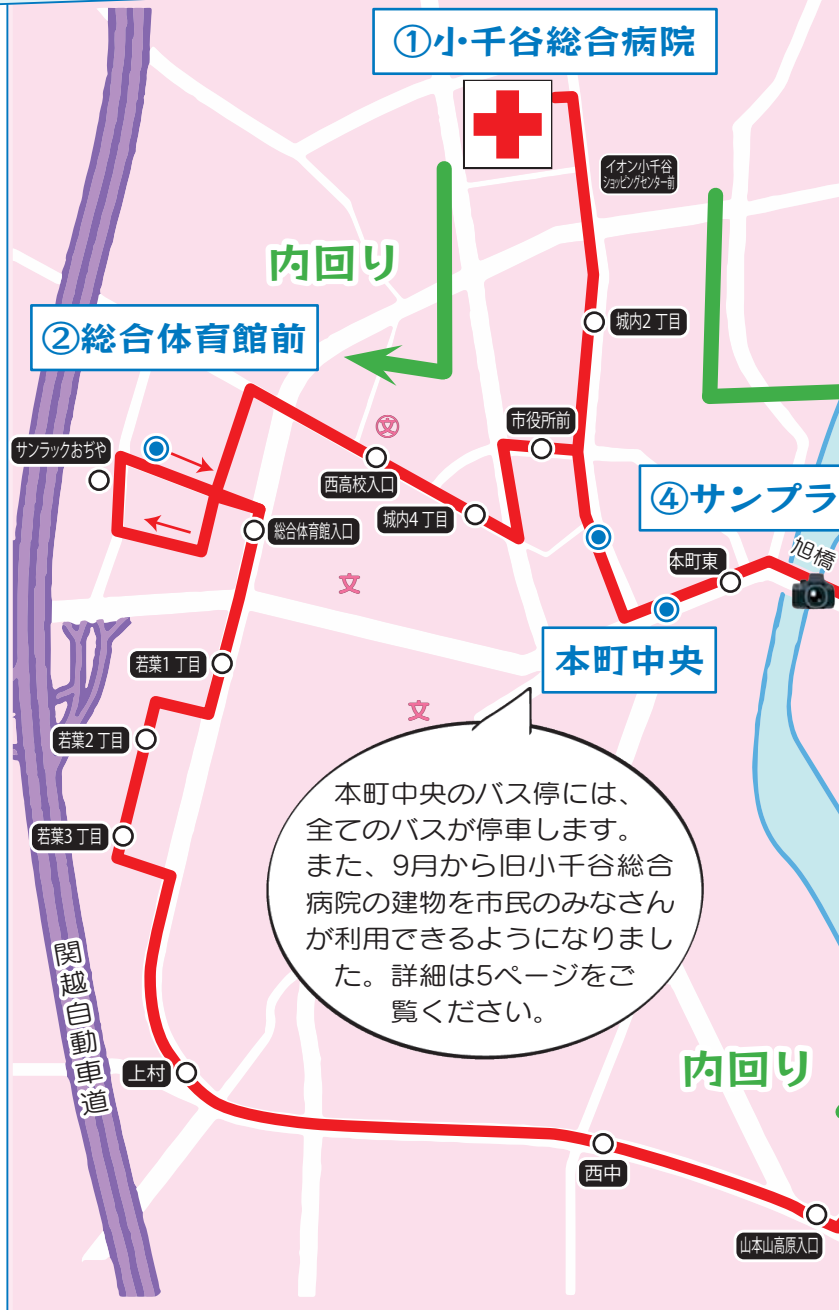 ①小千谷総合病院
イオン小千谷
ショッピングセンター前
内回り
城内2丁目
②総合体育館前
市役所前
サンラックおぢや
西高校入口
城内4丁目
④サンプラ
総合体育館入口
旭橋
本町東
文
文
文
若葉1丁目
本町中央
若葉2丁目
若葉3丁目
本町中央のバス停には、
全てのバスが停車します。
また、9月から旧小千谷総合
病院の建物を市民のみなさん
が利用できるようになりまし
た。詳細は5ページをご
覧ください。
関越自動車道
上村
内回り
西中
山本山高原入口